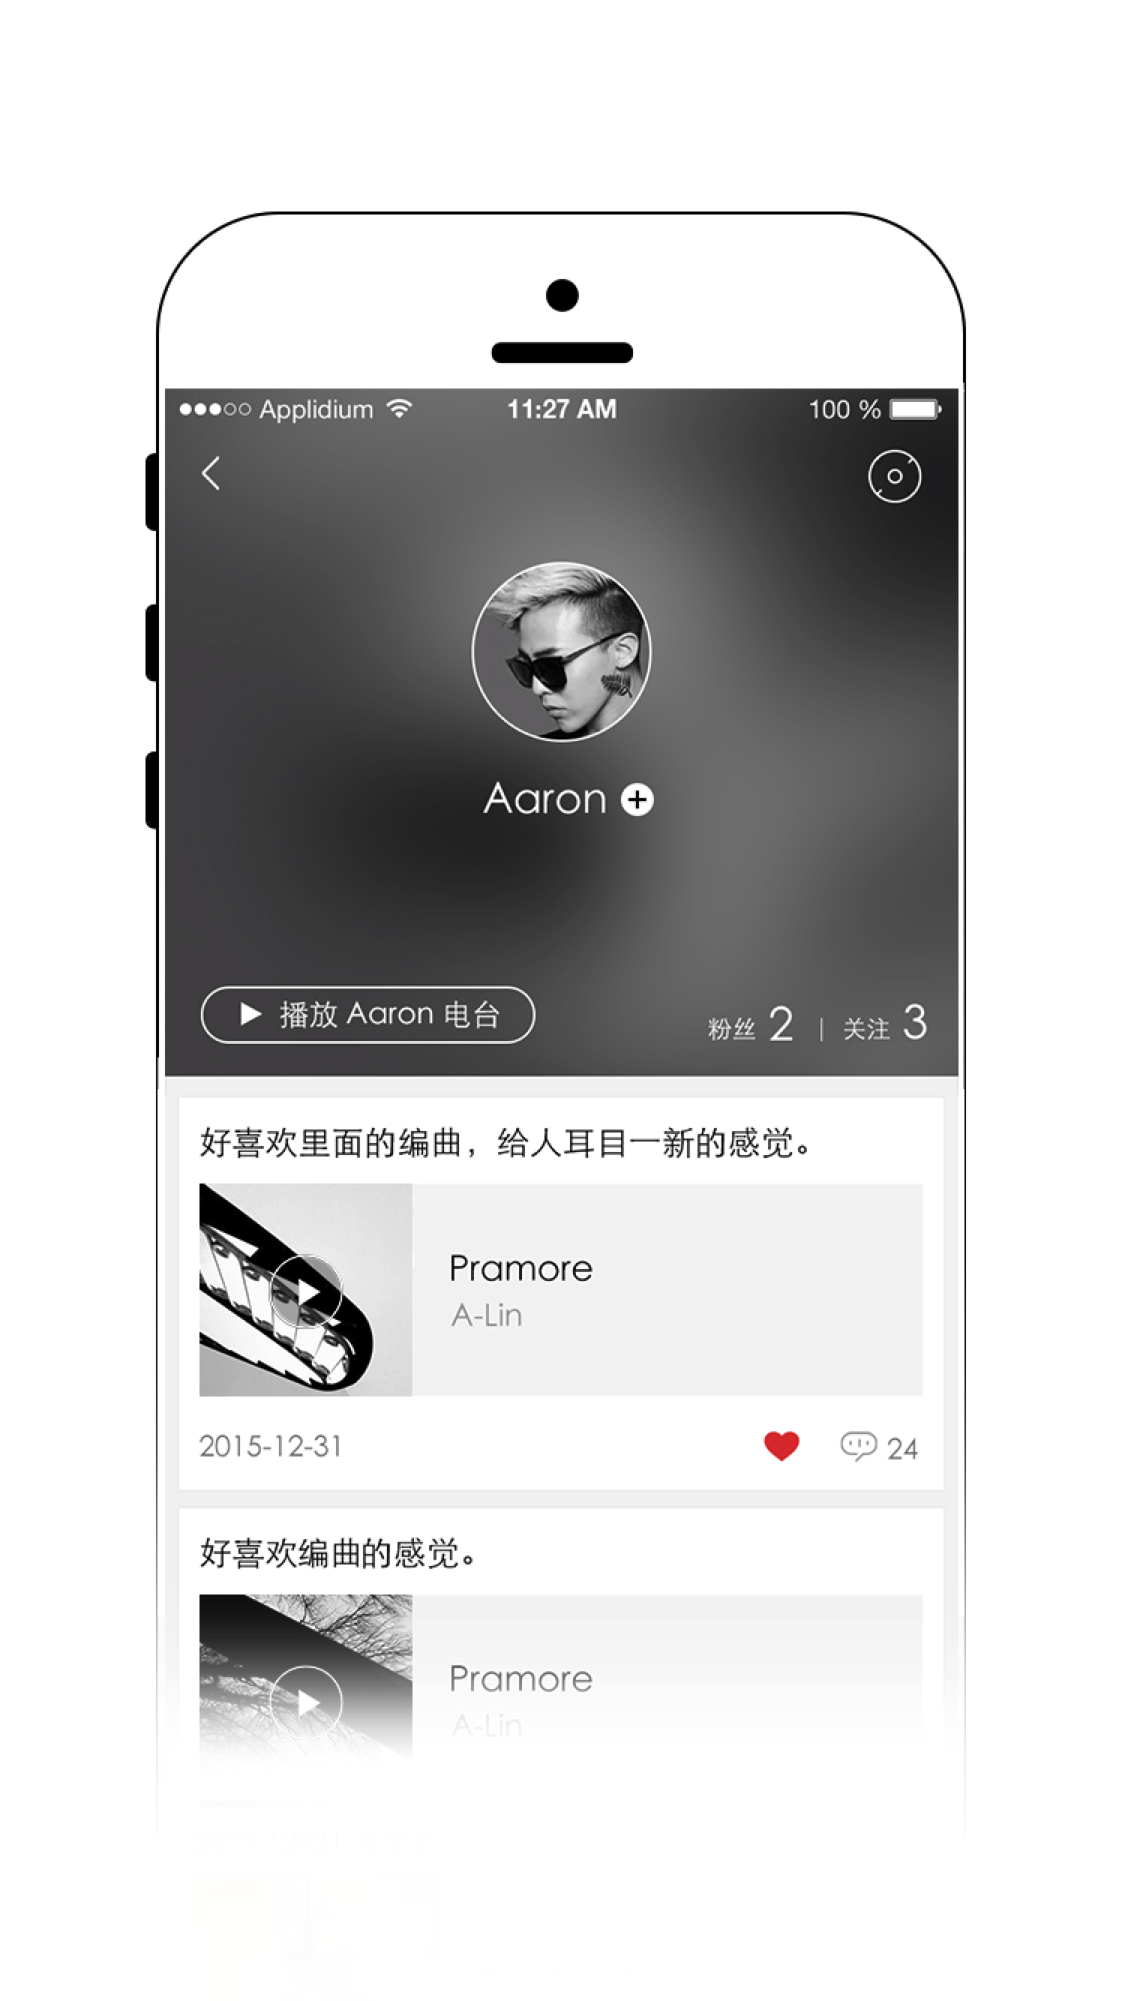 Applidium 11:27 AM 100 %
Aaron
播放 Aaron 电台 粉丝 2 | 关注 3
好喜欢里面的编曲，给人耳目一新的感觉。
Pramore
A-Lin
2015-12-31 24
好喜欢编曲的感觉。
Pramore
A-Lin